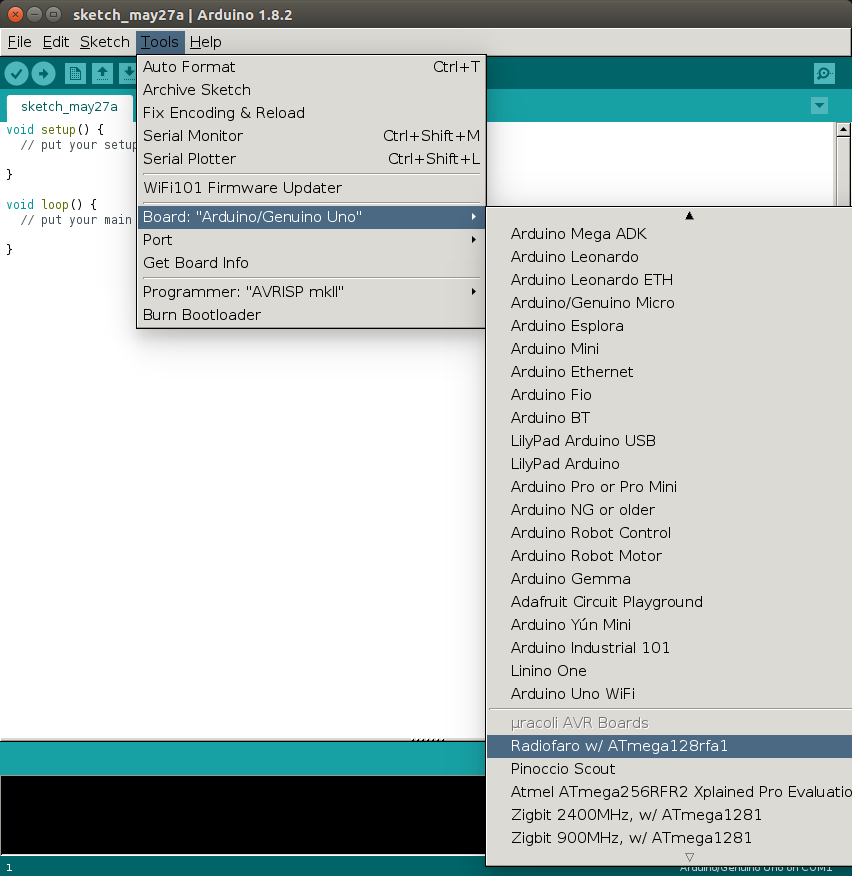 sketch_may27a | Arduino 1.8.2
File Edit Sketch Tools Help
Auto Format Ctrl+T
Archive Sketch
Fix Encoding & Reload
Serial Monitor Ctrl+Shift+M
Serial Plotter Ctrl+Shift+L
WiFi101 Firmware Updater
Board: "Arduino/Genuino Uno"
Port
Get Board Info
Programmer: "AVRISP mkII"
Burn Bootloader
sketch_may27a
void setup() {
// put your setup
}
void loop() {
// put your main
}
Arduino Mega ADK
Arduino Leonardo
Arduino Leonardo ETH
Arduino/Genuino Micro
Arduino Esplora
Arduino Mini
Arduino Ethernet
Arduino Fio
Arduino BT
LilyPad Arduino USB
LilyPad Arduino
Arduino Pro or Pro Mini
Arduino NG or older
Arduino Robot Control
Arduino Robot Motor
Arduino Gemma
Adafruit Circuit Playground
Arduino Yún Mini
Arduino Industrial 101
Linino One
Arduino Uno WiFi
µracoli AVR Boards
Radiofaro w/ ATmega128rfa1
Pinoccio Scout
Atmel ATmega256RFR2 Xplained Pro Evaluatio
Zigbit 2400MHz, w/ ATmega1281
Zigbit 900MHz, w/ ATmega1281
1
Arduino/Genuino Uno on COM1